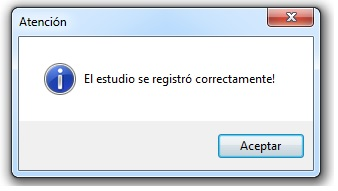 Atención
El estudio se registró correctamente!
Aceptar